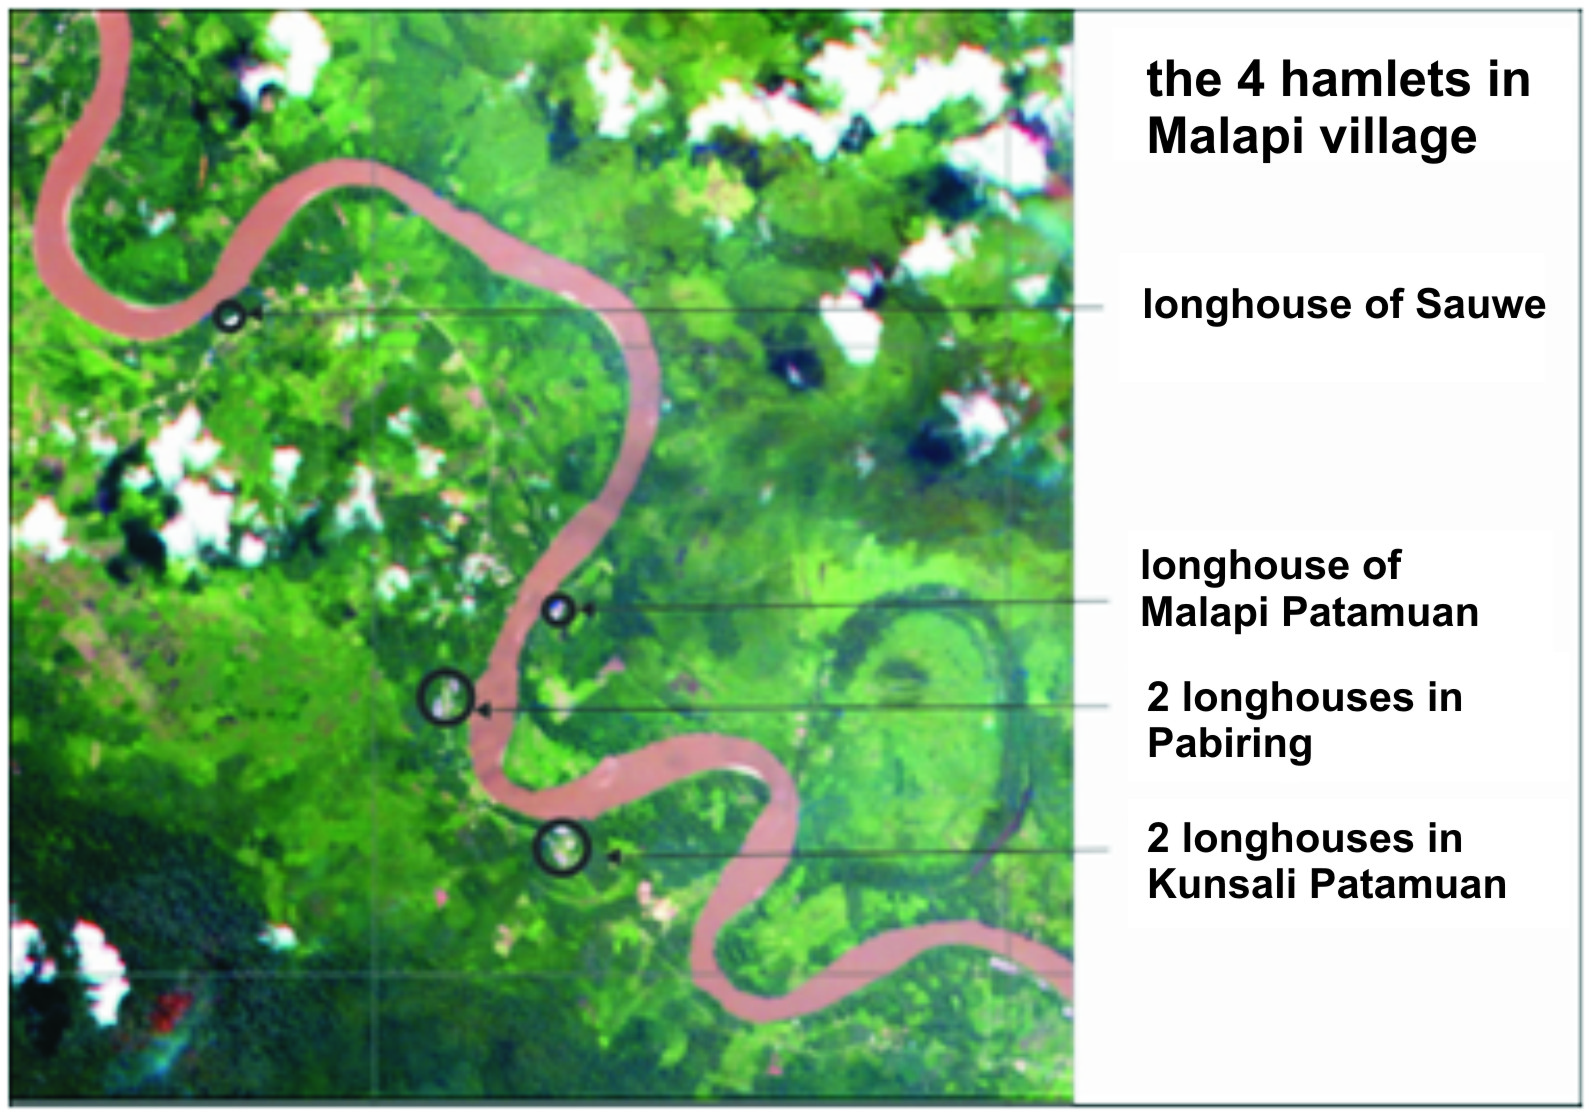 the 4 hamlets in
Malapi village
longhouse of Sauwe
longhouse of
Malapi Patamuan
2 longhouses in
Pabiring
2 longhouses in
Kunsali Patamuan